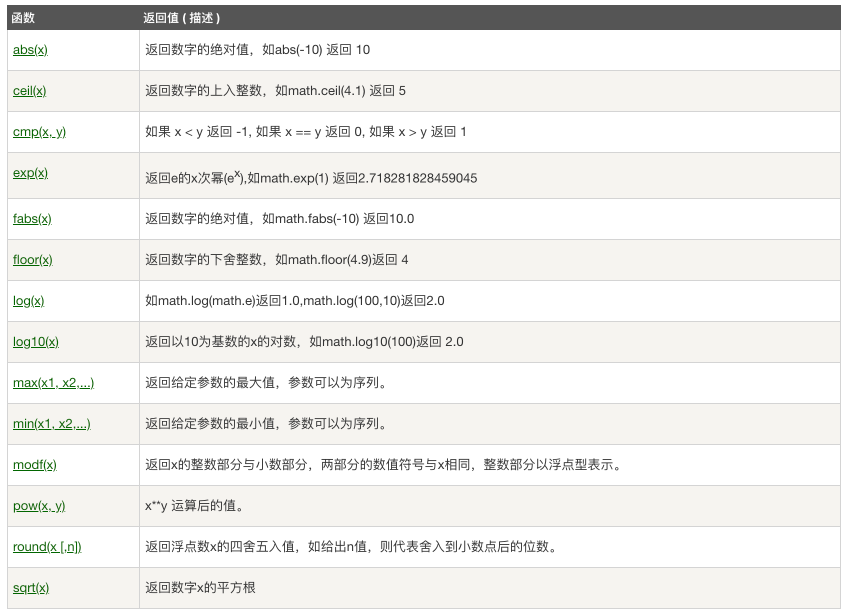 函数 返回值 ( 描述 )
abs(x) 返回数字的绝对值，如abs(-10) 返回 10
ceil(x) 返回数字的上入整数，如math.ceil(4.1) 返回 5
cmp(x, y) 如果 x < y 返回 -1, 如果 x == y 返回 0, 如果 x > y 返回 1
exp(x) 返回e的x次幂(eˣ),如math.exp(1) 返回2.718281828459045
fabs(x) 返回数字的绝对值，如math.fabs(-10) 返回10.0
floor(x) 返回数字的下舍整数，如math.floor(4.9)返回 4
log(x) 如math.log(math.e)返回1.0,math.log(100,10)返回2.0
log10(x) 返回以10为基数的x的对数，如math.log10(100)返回 2.0
max(x1, x2,...) 返回给定参数的最大值，参数可以为序列。
min(x1, x2,...) 返回给定参数的最小值，参数可以为序列。
modf(x) 返回x的整数部分与小数部分，两部分的数值符号与x相同，整数部分以浮点型表示。
pow(x, y) x**y 运算后的值。
round(x [,n]) 返回浮点数x的四舍五入值，如给出n值，则代表舍入到小数点后的位数。
sqrt(x) 返回数字x的平方根